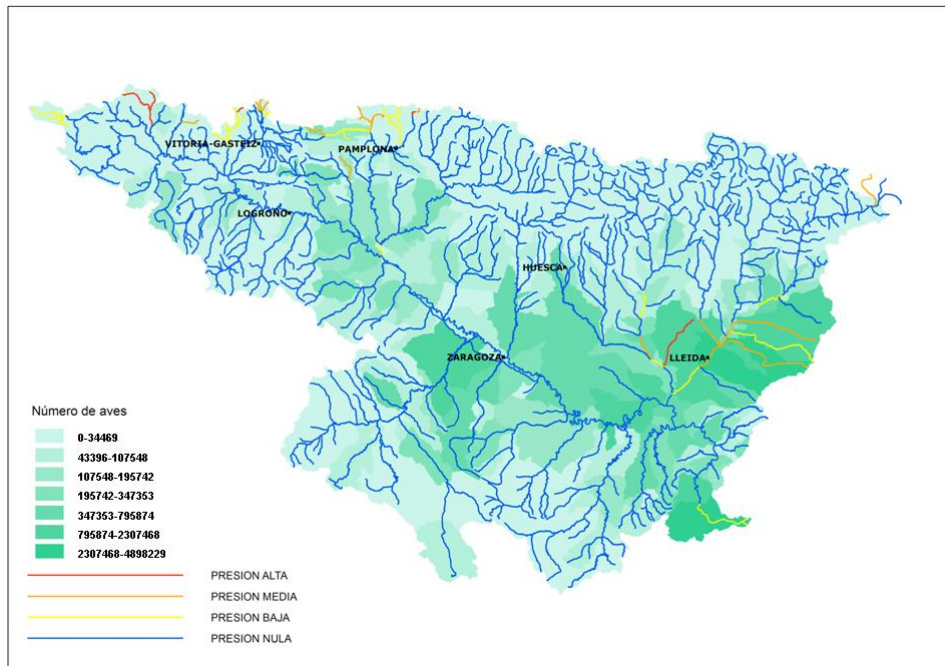 VITORIA-GASTEIZ
PAMPLONA
LOGROÑO
HUESCA
ZARAGOZA
LLEIDA
Número de aves
0-34469
43396-107548
107548-195742
195742-347353
347353-795874
795874-2307468
2307468-4898229
PRESION ALTA
PRESION MEDIA
PRESION BAJA
PRESION NULA